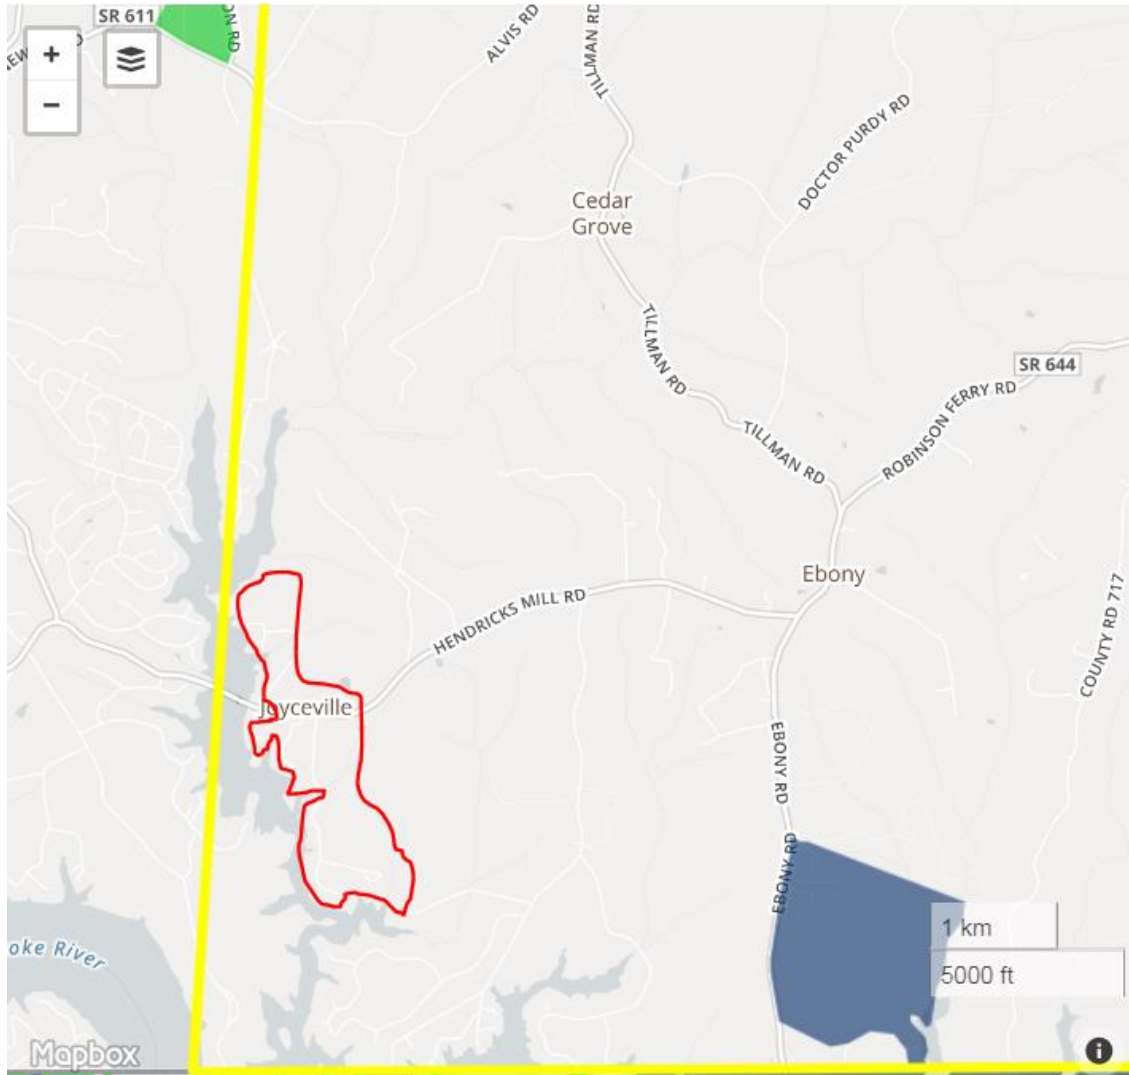 SR 611
ON RD
ALVIS RD
TILLMAN RD
+
−
DOCTOR PURDY RD
Cedar
Grove
TILLMAN RD
SR 644
ROBINSON FERRY RD
TILLMAN RD
Ebony
COUNTY RD 717
HENDRICKS MILL RD
Joyceville
EBONY RD
EBONY RD
1 km
oke River
5000 ft
Mapbox
i